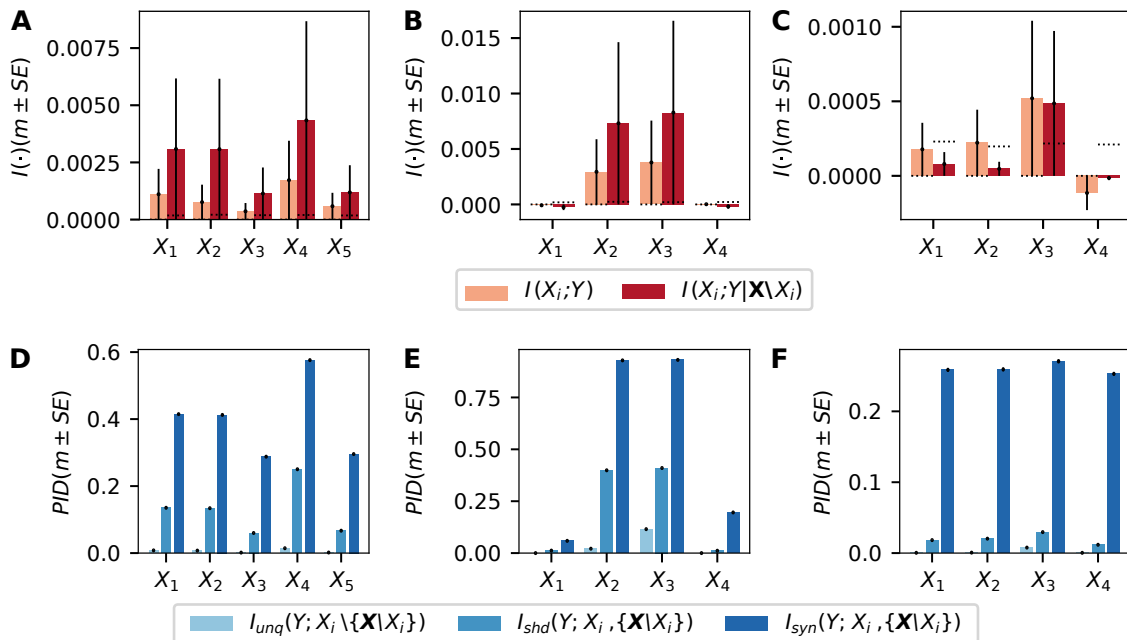 A
B
C
I(·)(m ± SE)
0.0075
0.0050
0.0025
0.0000
X1 X2 X3 X4 X5
I(·)(m ± SE)
0.015
0.010
0.005
0.000
X1 X2 X3 X4
I(·)(m ± SE)
0.0010
0.0005
0.0000
X1 X2 X3 X4
I(Xi;Y) I(Xi;Y|X\Xi)
D
E
F
PID(m ± SE)
0.6
0.4
0.2
0.0
X1 X2 X3 X4 X5
PID(m ± SE)
0.75
0.50
0.25
0.00
X1 X2 X3 X4
PID(m ± SE)
0.2
0.0
X1 X2 X3 X4
Iunq(Y; Xi \{X\Xi}) Ishd(Y; Xi ,{X\Xi}) Isyn(Y; Xi ,{X\Xi})